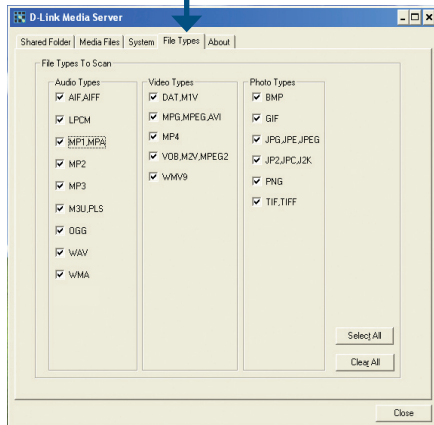 D-Link Media Server
Shared Folder Media Files System File Types About
File Types To Scan
Audio Types
AIF,AIFF
LPCM
MP1,MPA
MP2
MP3
M3U,PLS
OGG
WAV
WMA
Video Types
DAT,M1V
MPG,MPEG,AVI
MP4
VOB,M2V,MPEG2
WMV9
Photo Types
BMP
GIF
JPG,JPE,JPEG
JP2,JPC,J2K
PNG
TIF,TIFF
Select All
Clear All
Close